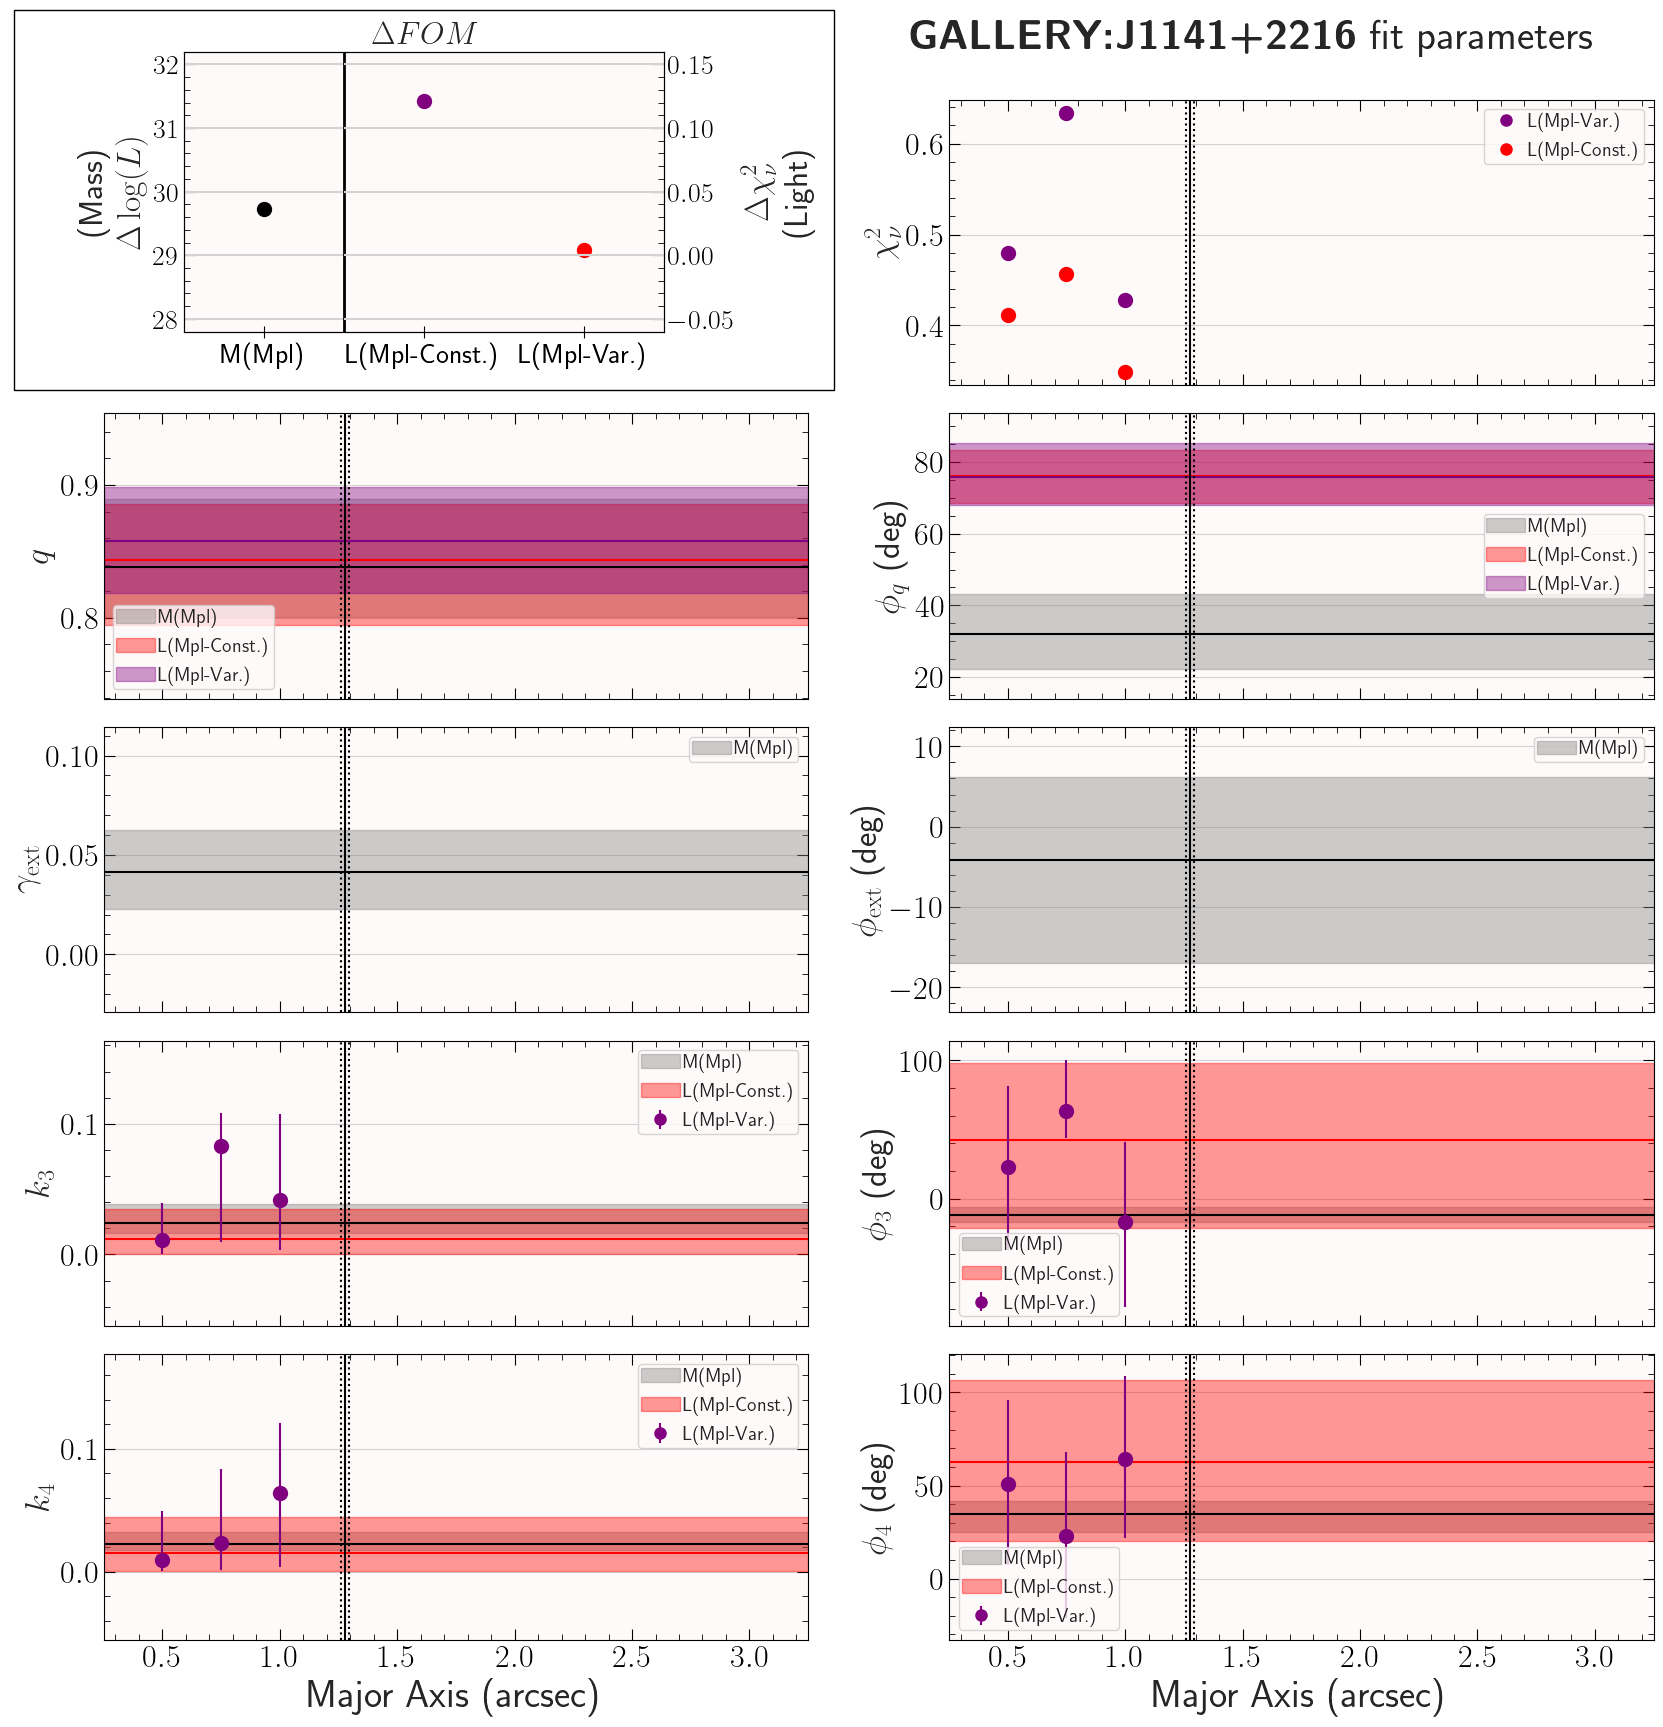 GALLERY:J1141+2216 fit parameters
ΔFOM
(Mass)
Δ log(L)
32
31
30
29
28
0.15
0.10
0.05
0.00
−0.05
Δχ²ν
(Light)
M(Mpl)
L(Mpl-Const.)
L(Mpl-Var.)
χ²ν
0.6
0.5
0.4
L(Mpl-Var.)
L(Mpl-Const.)
q
0.9
0.8
M(Mpl)
L(Mpl-Const.)
L(Mpl-Var.)
ϕq (deg)
80
60
40
20
M(Mpl)
L(Mpl-Const.)
L(Mpl-Var.)
γext
0.10
0.05
0.00
M(Mpl)
ϕext (deg)
10
0
−10
−20
M(Mpl)
k3
0.1
0.0
M(Mpl)
L(Mpl-Const.)
L(Mpl-Var.)
ϕ3 (deg)
100
0
M(Mpl)
L(Mpl-Const.)
L(Mpl-Var.)
k4
0.1
0.0
M(Mpl)
L(Mpl-Const.)
L(Mpl-Var.)
0.5 1.0 1.5 2.0 2.5 3.0
Major Axis (arcsec)
ϕ4 (deg)
100
50
0
M(Mpl)
L(Mpl-Const.)
L(Mpl-Var.)
0.5 1.0 1.5 2.0 2.5 3.0
Major Axis (arcsec)